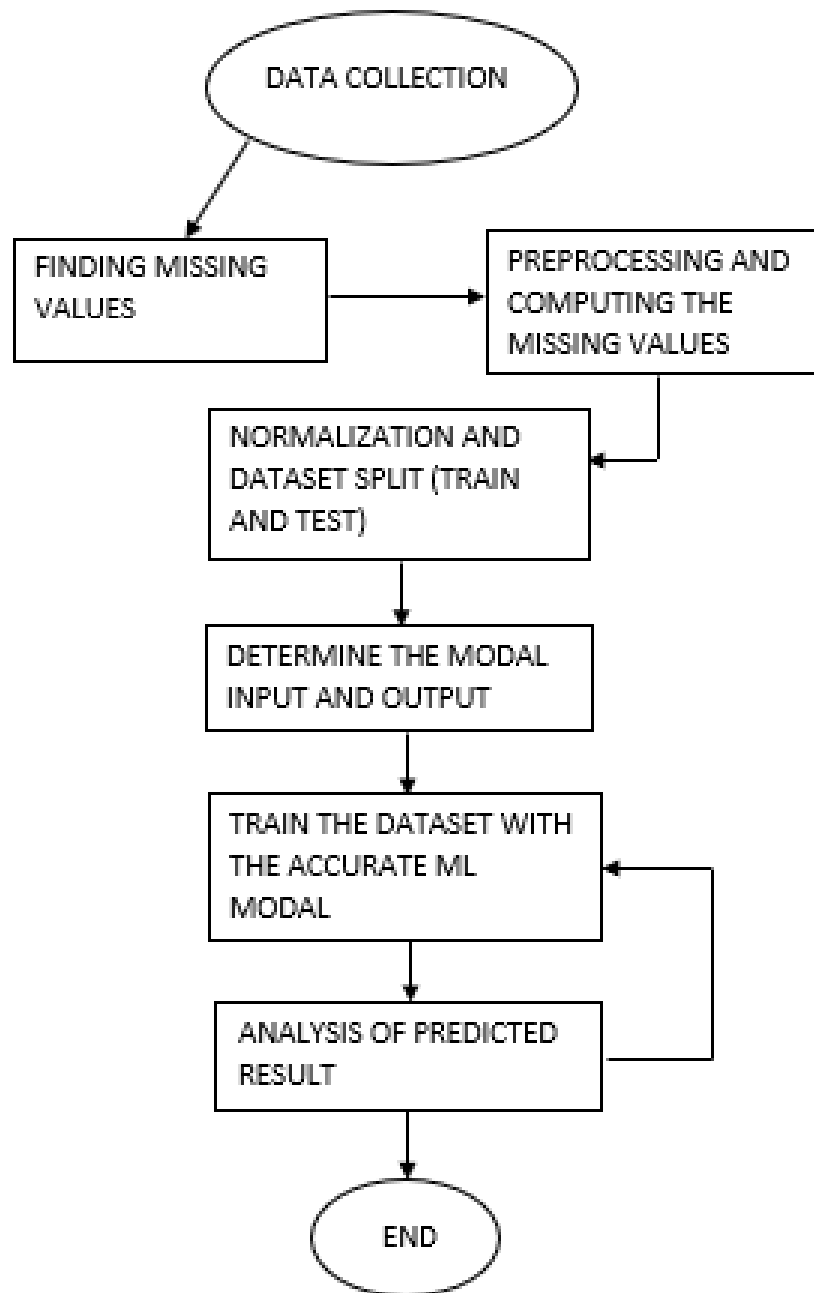 DATA COLLECTION
FINDING MISSING
VALUES
PREPROCESSING AND
COMPUTING THE
MISSING VALUES
NORMALIZATION AND
DATASET SPLIT (TRAIN
AND TEST)
DETERMINE THE MODAL
INPUT AND OUTPUT
TRAIN THE DATASET WITH
THE ACCURATE ML
MODAL
ANALYSIS OF PREDICTED
RESULT
END